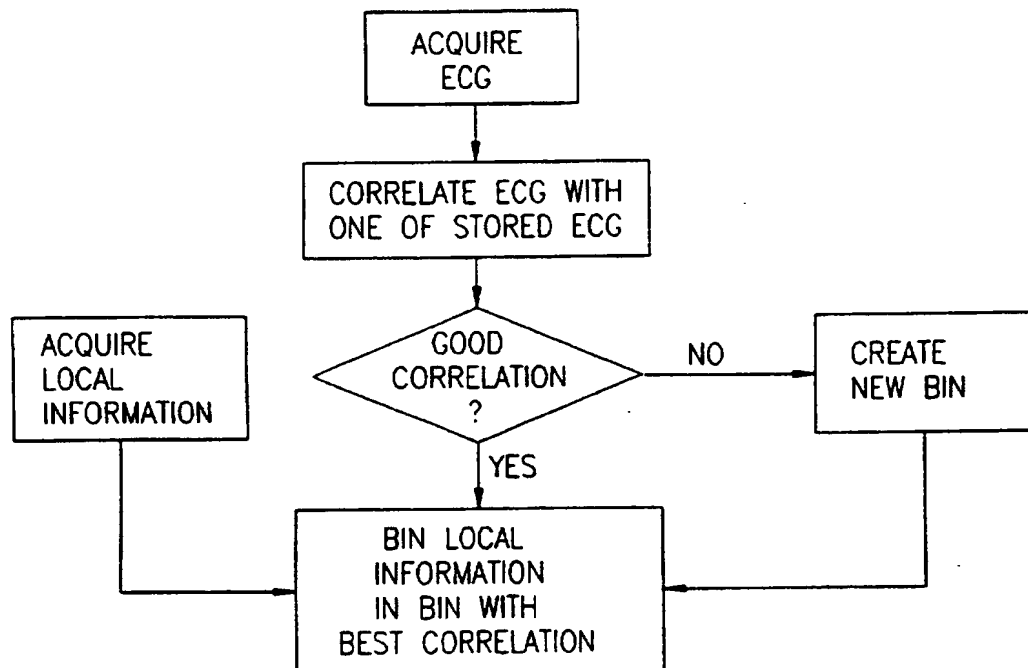 ACQUIRE
ECG
CORRELATE ECG WITH
ONE OF STORED ECG
GOOD
CORRELATION
?
NO
YES
ACQUIRE
LOCAL
INFORMATION
CREATE
NEW BIN
BIN LOCAL
INFORMATION
IN BIN WITH
BEST CORRELATION